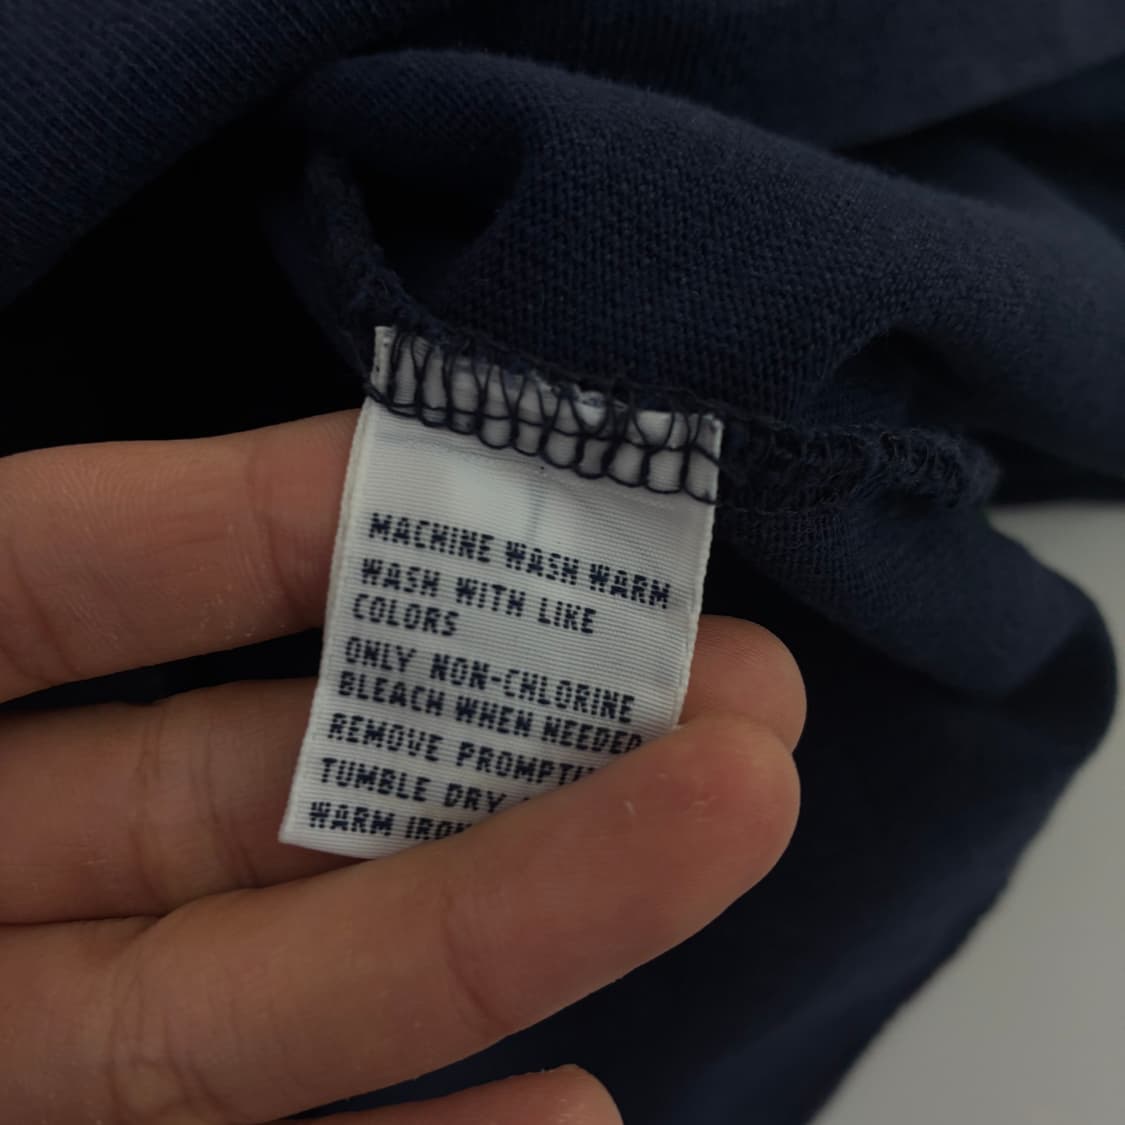 MACHINE WASH WARM
WASH WITH LIKE
COLORS
ONLY NON-CHLORINE
BLEACH WHEN NEEDED
REMOVE
TUMBLE DRY
WARM